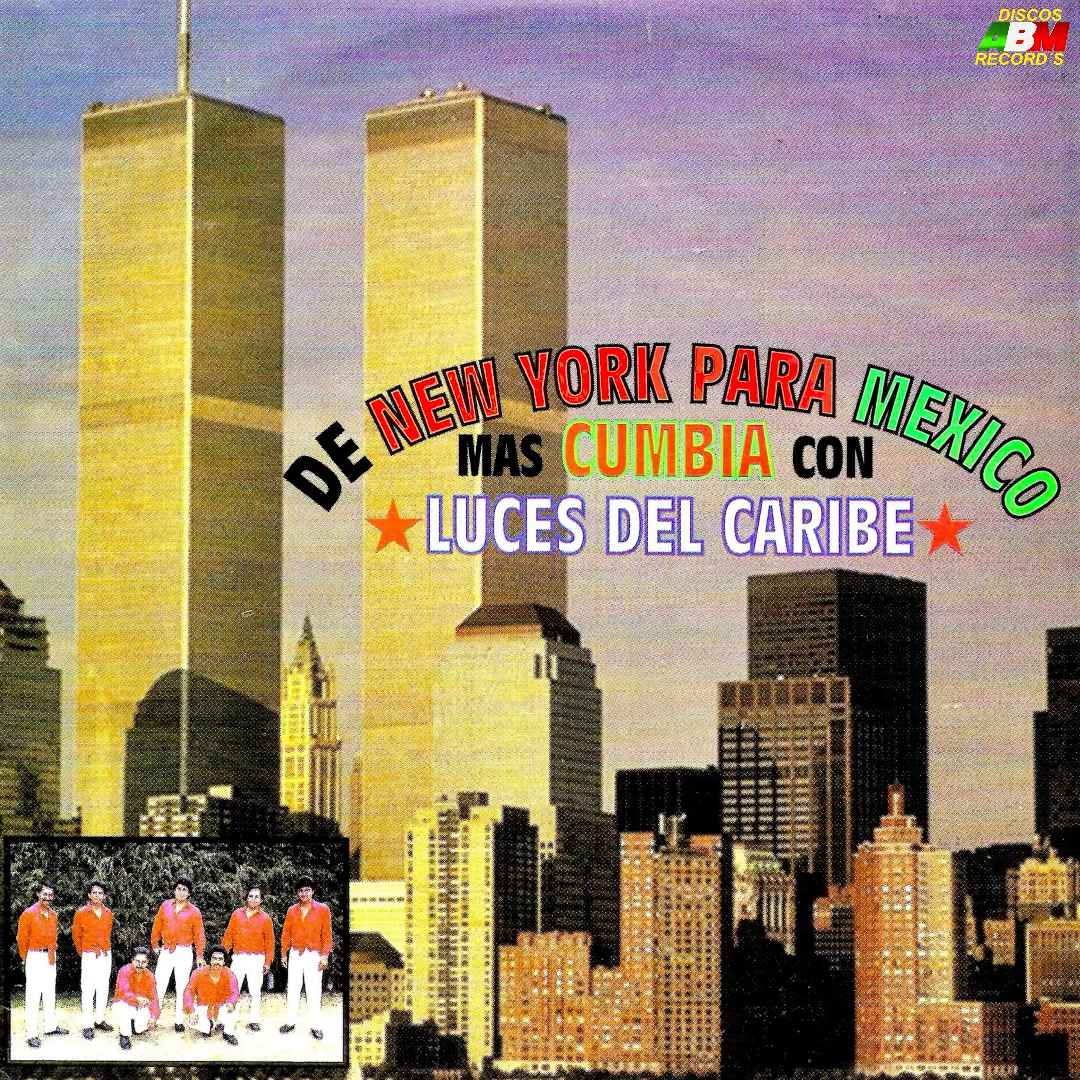 DISCOS
ABM
RECORD'S
DE NEW YORK PARA MEXICO
MAS CUMBIA CON
LUCES DEL CARIBE